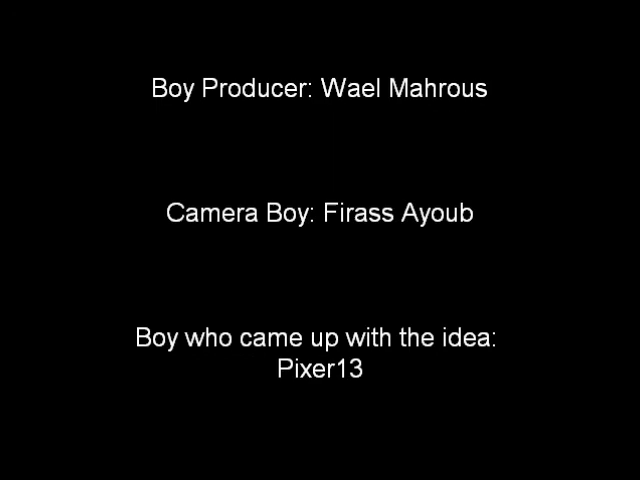 Boy Producer: Wael Mahrous
Camera Boy: Firass Ayoub
Boy who came up with the idea:
Pixer13